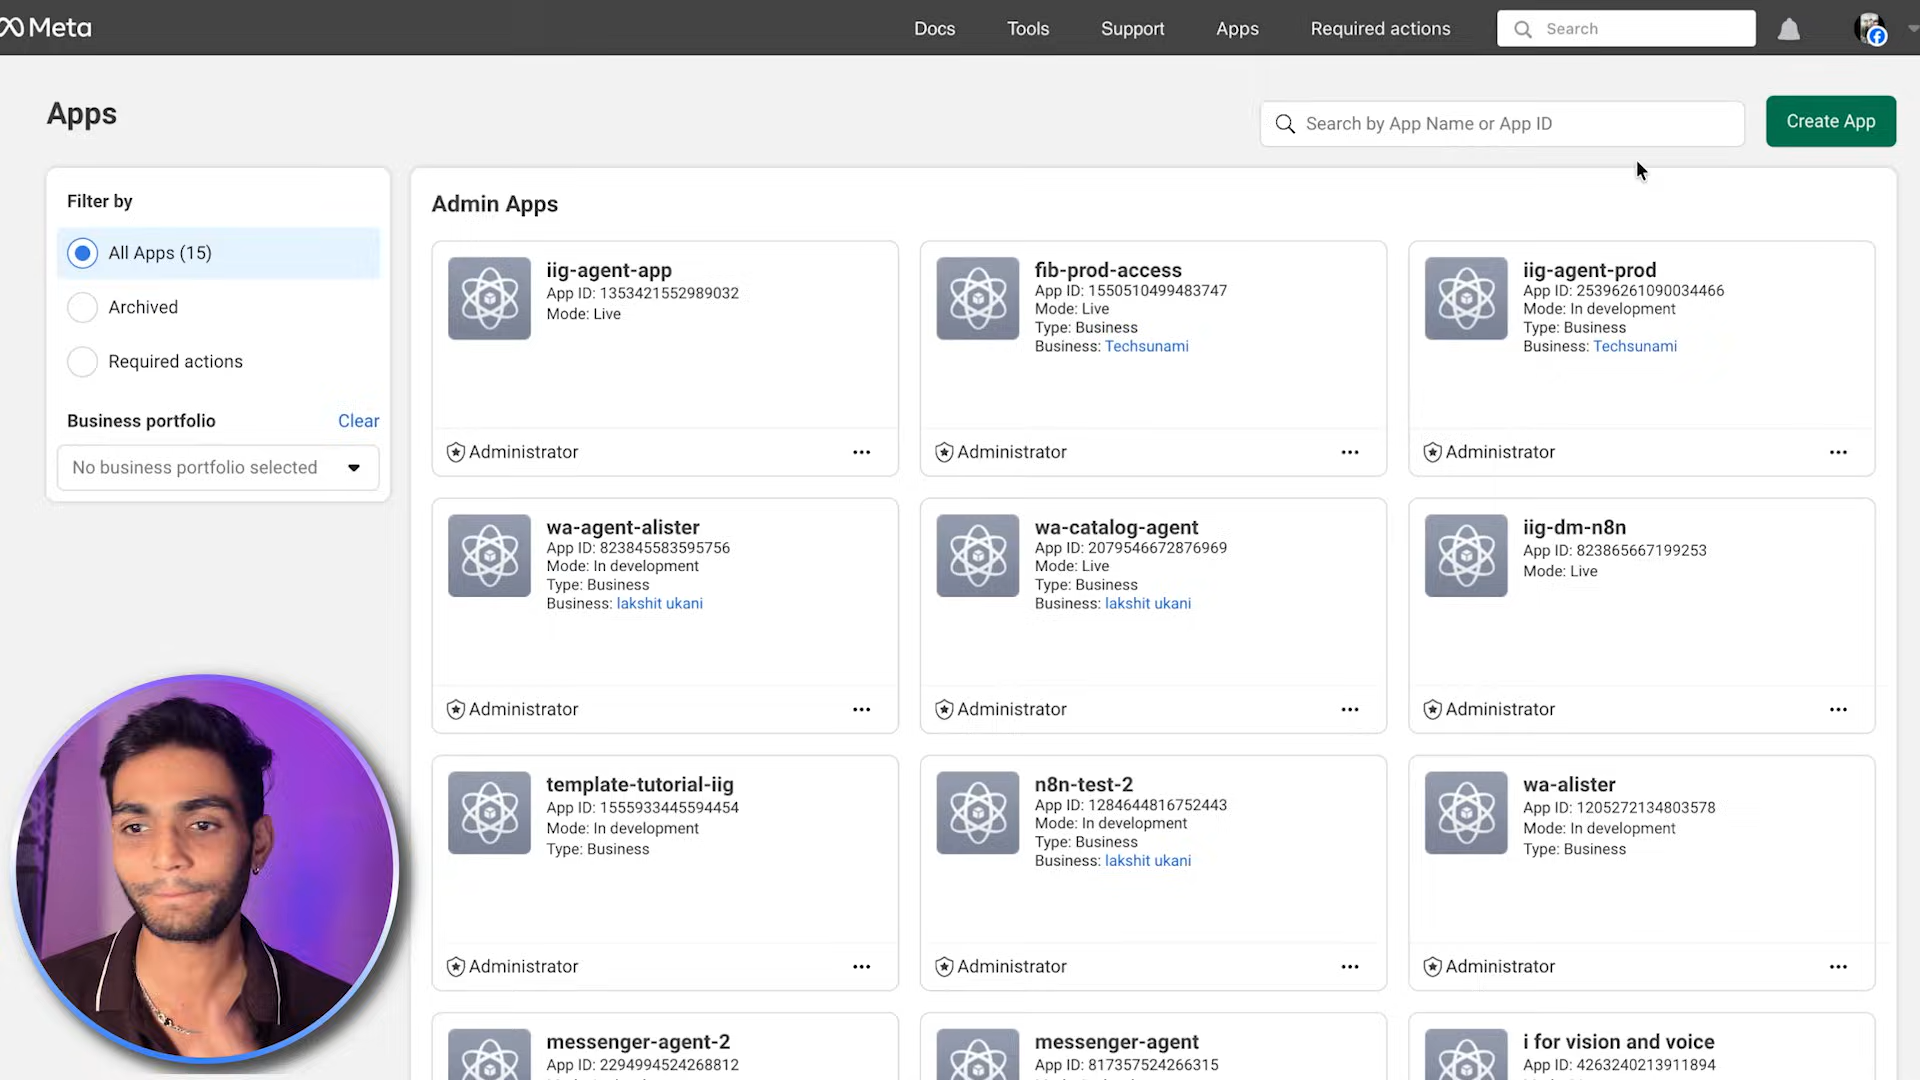 Meta
Docs
Tools
Support
Apps
Required actions
Search
Apps
Search by App Name or App ID
Create App
Filter by
All Apps (15)
Archived
Required actions
Business portfolio
Clear
No business portfolio selected
Admin Apps
iig-agent-app
App ID: 1353421552989032
Mode: Live
Administrator
fib-prod-access
App ID: 1550510499483747
Mode: Live
Type: Business
Business: Techsunami
Administrator
iig-agent-prod
App ID: 25396261090034466
Mode: In development
Type: Business
Business: Techsunami
Administrator
wa-agent-alister
App ID: 823845583595756
Mode: In development
Type: Business
Business: lakshit ukani
Administrator
wa-catalog-agent
App ID: 2079546672876969
Mode: Live
Type: Business
Business: lakshit ukani
Administrator
iig-dm-n8n
App ID: 823865667199253
Mode: Live
Administrator
template-tutorial-iig
App ID: 1555933445594454
Mode: In development
Type: Business
Administrator
n8n-test-2
App ID: 1284644816752443
Mode: In development
Type: Business
Business: lakshit ukani
Administrator
wa-alister
App ID: 1205272134803578
Mode: In development
Type: Business
Administrator
messenger-agent-2
App ID: 2294994524268812
messenger-agent
App ID: 817357524266315
i for vision and voice
App ID: 4263240213911894